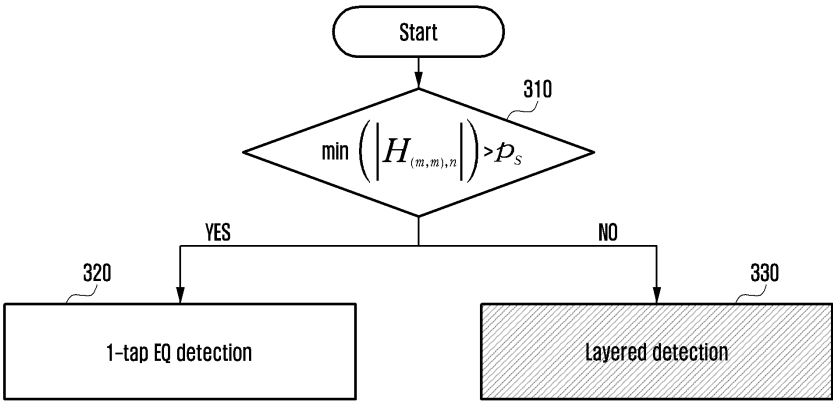 Start
310
min (|H(m,m),n|)>ps
YES
NO
320
330
1-tap EQ detection
Layered detection